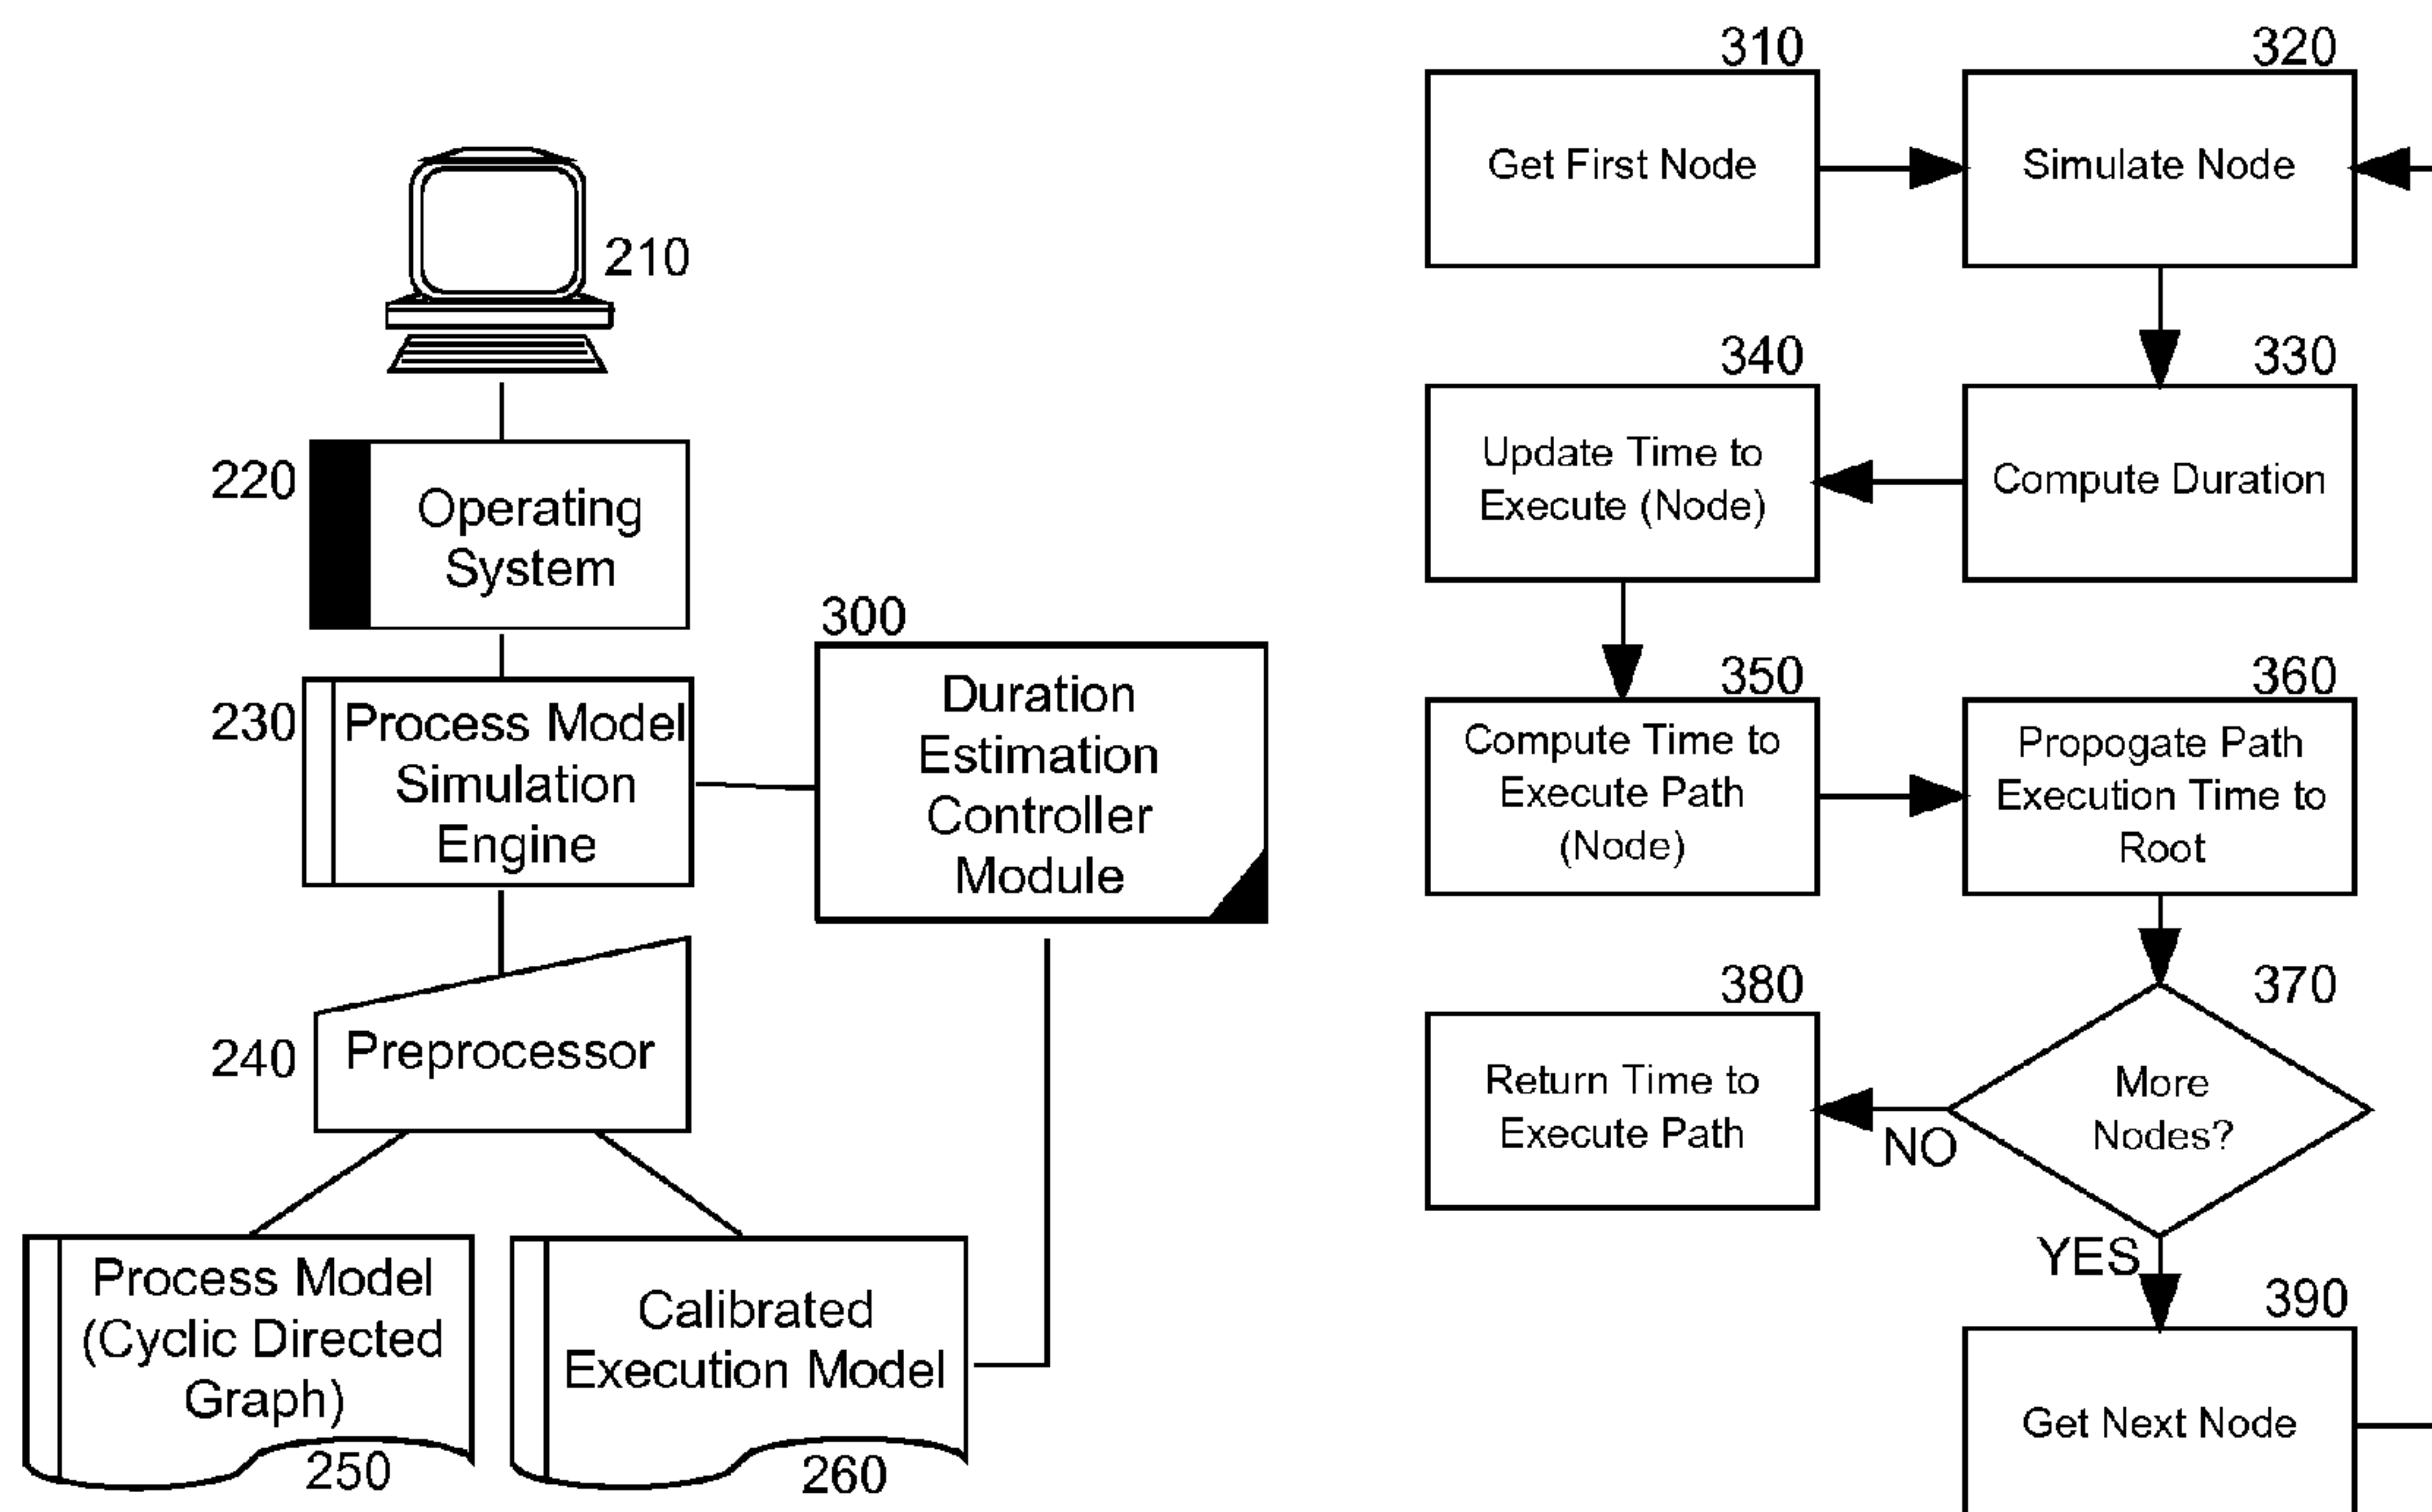 210
220
Operating
System
230
Process Model
Simulation
Engine
300
Duration
Estimation
Controller
Module
240
Preprocessor
Process Model
(Cyclic Directed
Graph)
250
Calibrated
Execution Model
260
310
Get First Node
320
Simulate Node
330
Compute Duration
340
Update Time to
Execute (Node)
350
Compute Time to
Execute Path
(Node)
360
Propogate Path
Execution Time to
Root
370
More
Nodes?
NO
380
Return Time to
Execute Path
YES
390
Get Next Node